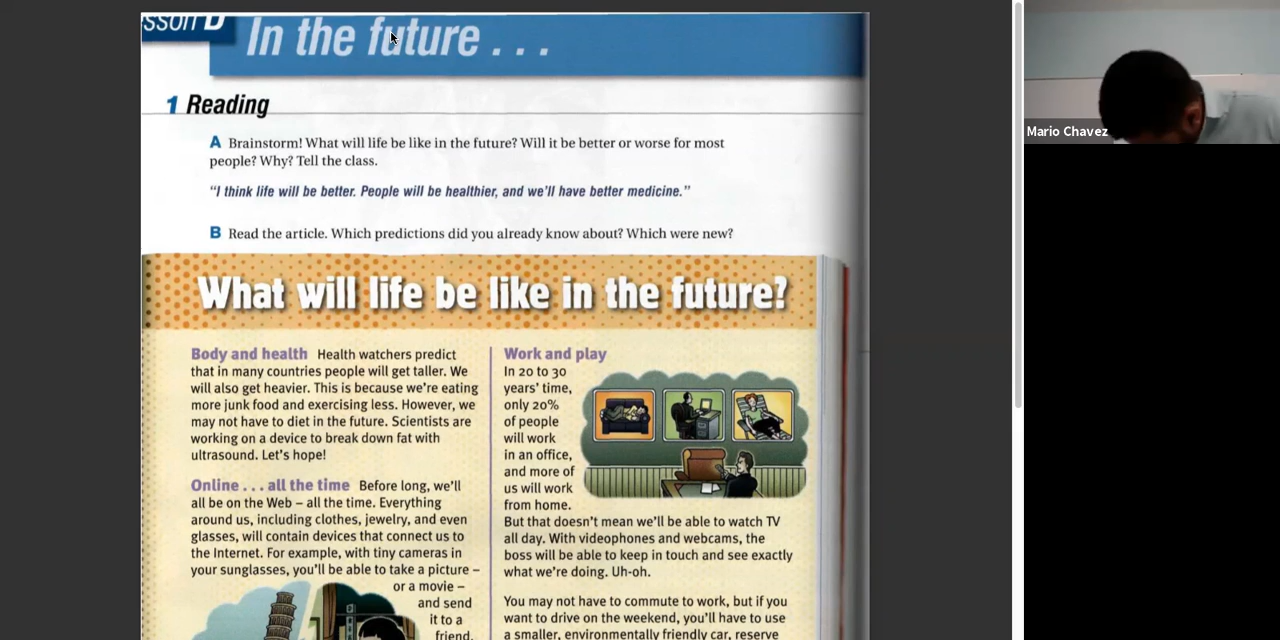 sson D
In the future . . .
1 Reading
A Brainstorm! What will life be like in the future? Will it be better or worse for most
people? Why? Tell the class.
"I think life will be better. People will be healthier, and we'll have better medicine."
B Read the article. Which predictions did you already know about? Which were new?
What will life be like in the future?
Body and health Health watchers predict
that in many countries people will get taller. We
will also get heavier. This is because we're eating
more junk food and exercising less. However, we
may not have to diet in the future. Scientists are
working on a device to break down fat with
ultrasound. Let's hope!
Online . . . all the time Before long, we'll
all be on the Web – all the time. Everything
around us, including clothes, jewelry, and even
glasses, will contain devices that connect us to
the Internet. For example, with tiny cameras in
your sunglasses, you'll be able to take a picture –
or a movie –
and send
it to a
friend.
Work and play
In 20 to 30
years' time,
only 20%
of people
will work
in an office,
and more of
us will work
from home.
But that doesn't mean we'll be able to watch TV
all day. With videophones and webcams, the
boss will be able to keep in touch and see exactly
what we're doing. Uh-oh.
You may not have to commute to work, but if you
want to drive on the weekend, you'll have to use
a smaller, environmentally friendly car, reserve
Mario Chavez